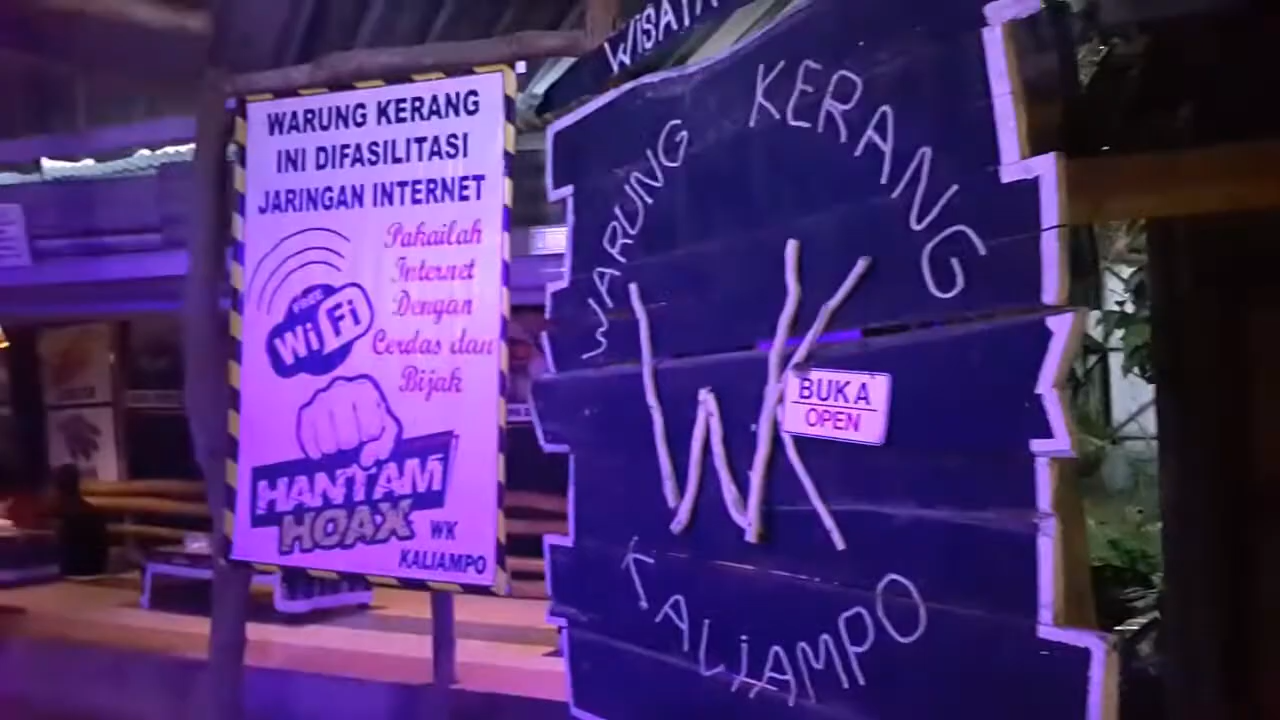 WARUNG KERANG
INI DIFASILITASI
JARINGAN INTERNET
Pakailah
Internet
Dengan
Cerdas dan
Bijak
FREE
WiFi
HANTAM
HOAX
WK
KALIAMPO
WISATA
WARUNG KERANG
WK
BUKA
OPEN
KALIAMPO